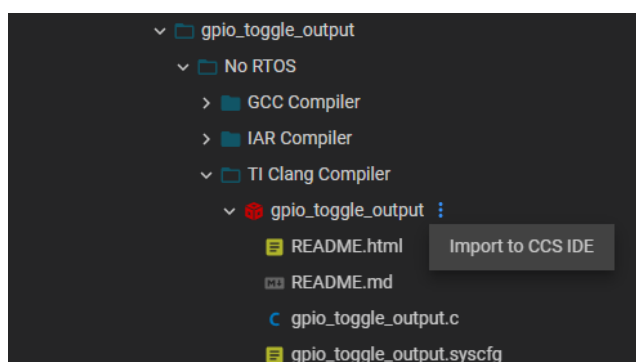 gpio_toggle_output
No RTOS
GCC Compiler
IAR Compiler
TI Clang Compiler
gpio_toggle_output
README.html
Import to CCS IDE
README.md
gpio_toggle_output.c
gpio_toggle_output.syscfg